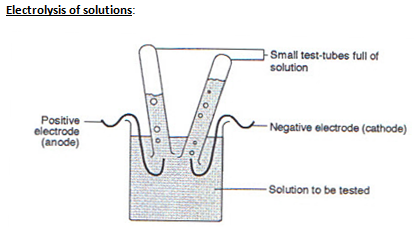 Electrolysis of solutions:
Small test-tubes full of
solution
Positive
electrode
(anode)
Negative electrode (cathode)
Solution to be tested